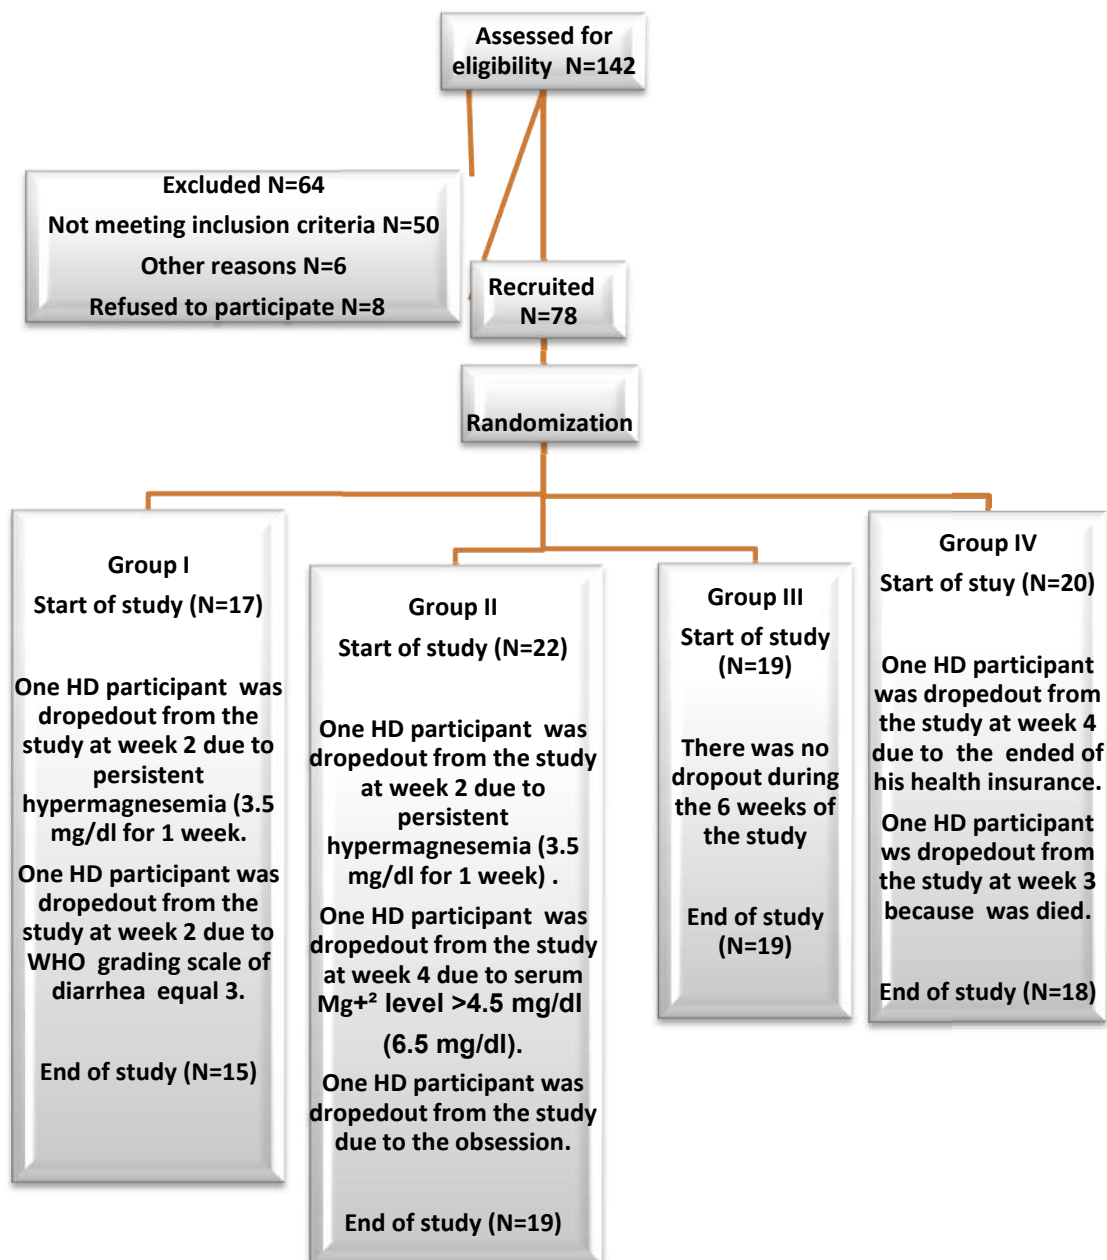 Assessed for
eligibility N=142
Excluded N=64
Not meeting inclusion criteria N=50
Other reasons N=6
Refused to participate N=8
Recruited
N=78
Randomization
Group I
Start of study (N=17)
One HD participant was
dropedout from the
study at week 2 due to
persistent
hypermagnesemia (3.5
mg/dl for 1 week.
One HD participant was
dropedout from the
study at week 2 due to
WHO grading scale of
diarrhea equal 3.
End of study (N=15)
Group II
Start of study (N=22)
One HD participant was
dropedout from the study
at week 2 due to
persistent
hypermagnesemia (3.5
mg/dl for 1 week) .
One HD participant was
dropedout from the study
at week 4 due to serum
Mg+² level >4.5 mg/dl
(6.5 mg/dl).
One HD participant was
dropedout from the study
due to the obsession.
End of study (N=19)
Group III
Start of study
(N=19)
There was no
dropout during
the 6 weeks of
the study
End of study
(N=19)
Group IV
Start of stuy (N=20)
One HD participant
was dropedout from
the study at week 4
due to the ended of
his health insurance.
One HD participant
ws dropedout from
the study at week 3
because was died.
End of study (N=18)